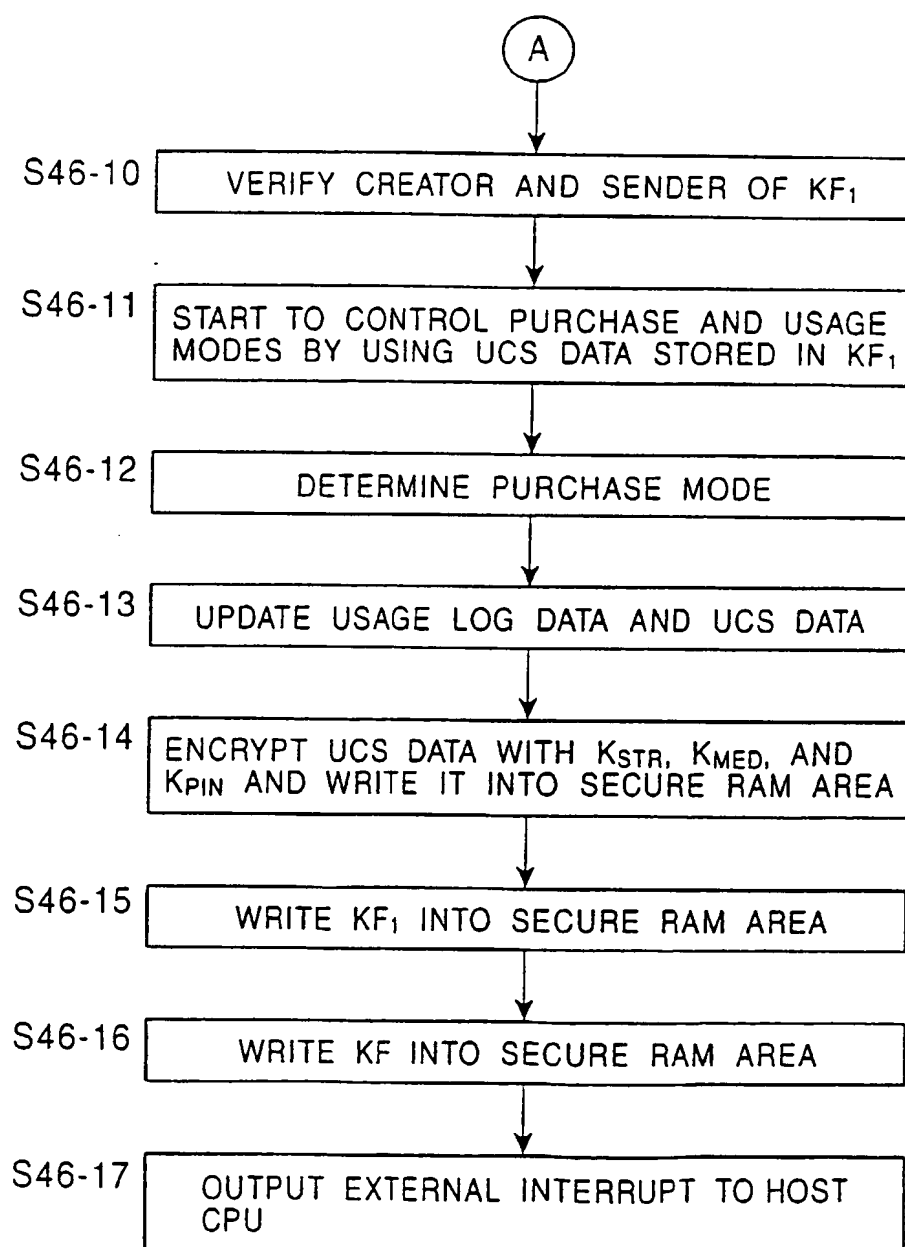 A
S46-10
VERIFY CREATOR AND SENDER OF KF₁
S46-11
START TO CONTROL PURCHASE AND USAGE
MODES BY USING UCS DATA STORED IN KF₁
S46-12
DETERMINE PURCHASE MODE
S46-13
UPDATE USAGE LOG DATA AND UCS DATA
S46-14
ENCRYPT UCS DATA WITH KSTR, KMED, AND
KPIN AND WRITE IT INTO SECURE RAM AREA
S46-15
WRITE KF₁ INTO SECURE RAM AREA
S46-16
WRITE KF INTO SECURE RAM AREA
S46-17
OUTPUT EXTERNAL INTERRUPT TO HOST
CPU